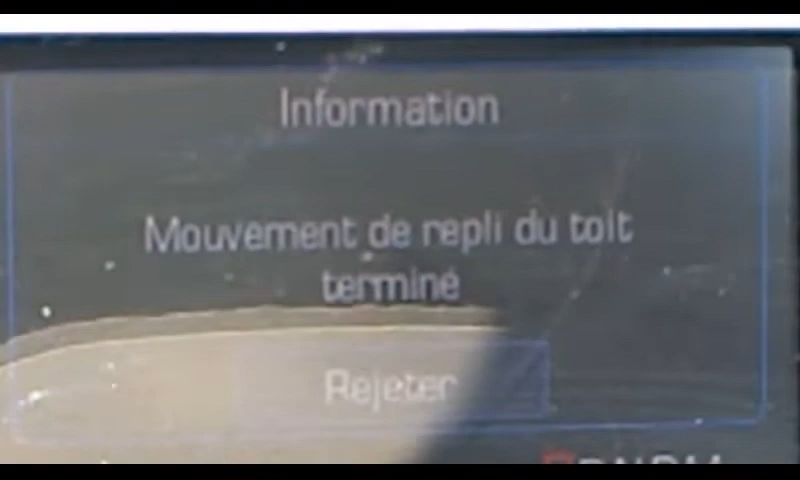 Information
Mouvement de repli du toit
terminé
Rejeter